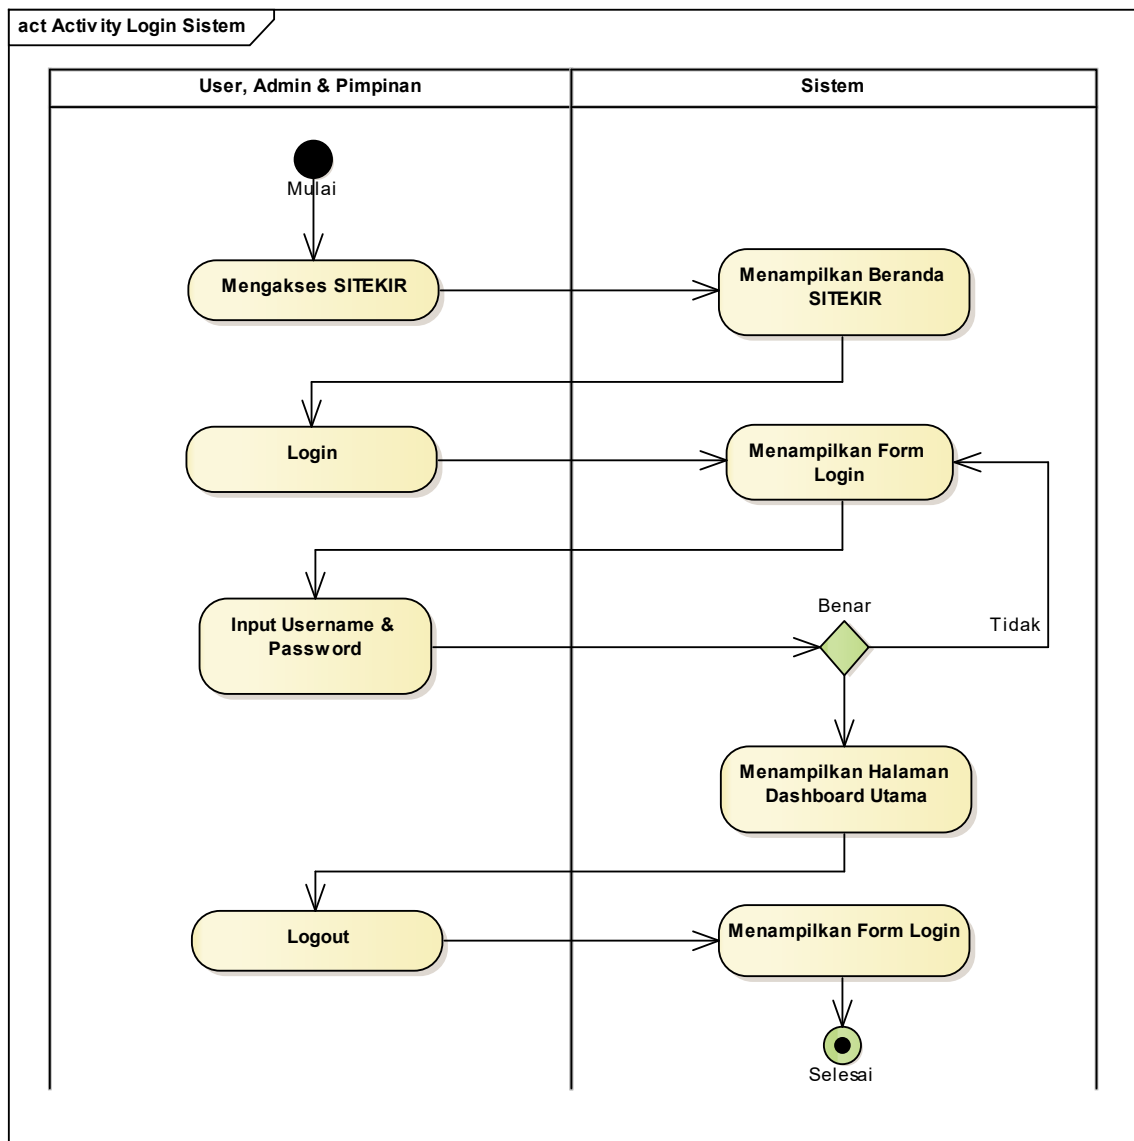 act Activity Login Sistem
User, Admin & Pimpinan
Sistem
Mulai
Mengakses SITEKIR
Menampilkan Beranda
SITEKIR
Login
Menampilkan Form
Login
Input Username &
Password
Benar
Tidak
Menampilkan Halaman
Dashboard Utama
Logout
Menampilkan Form Login
Selesai